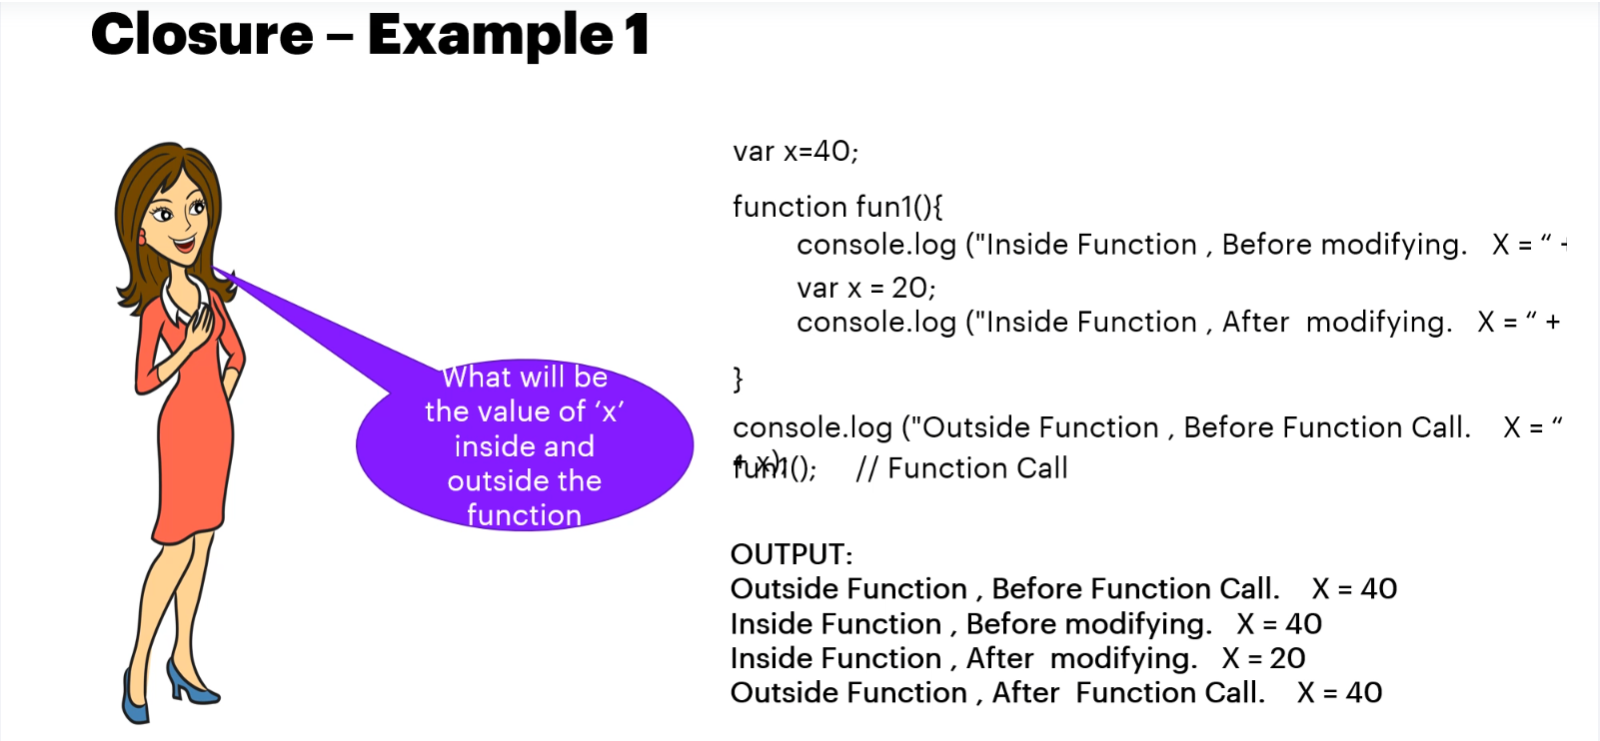 Closure – Example 1
What will be
the value of ‘x’
inside and
outside the
function
var x=40;
function fun1(){
console.log ("Inside Function , Before modifying.   X = “ +
var x = 20;
console.log ("Inside Function , After  modifying.   X = “ +
}
console.log ("Outside Function , Before Function Call.    X = “
+ x);
fun1();     // Function Call
OUTPUT:
Outside Function , Before Function Call.    X = 40
Inside Function , Before modifying.   X = 40
Inside Function , After  modifying.   X = 20
Outside Function , After  Function Call.    X = 40